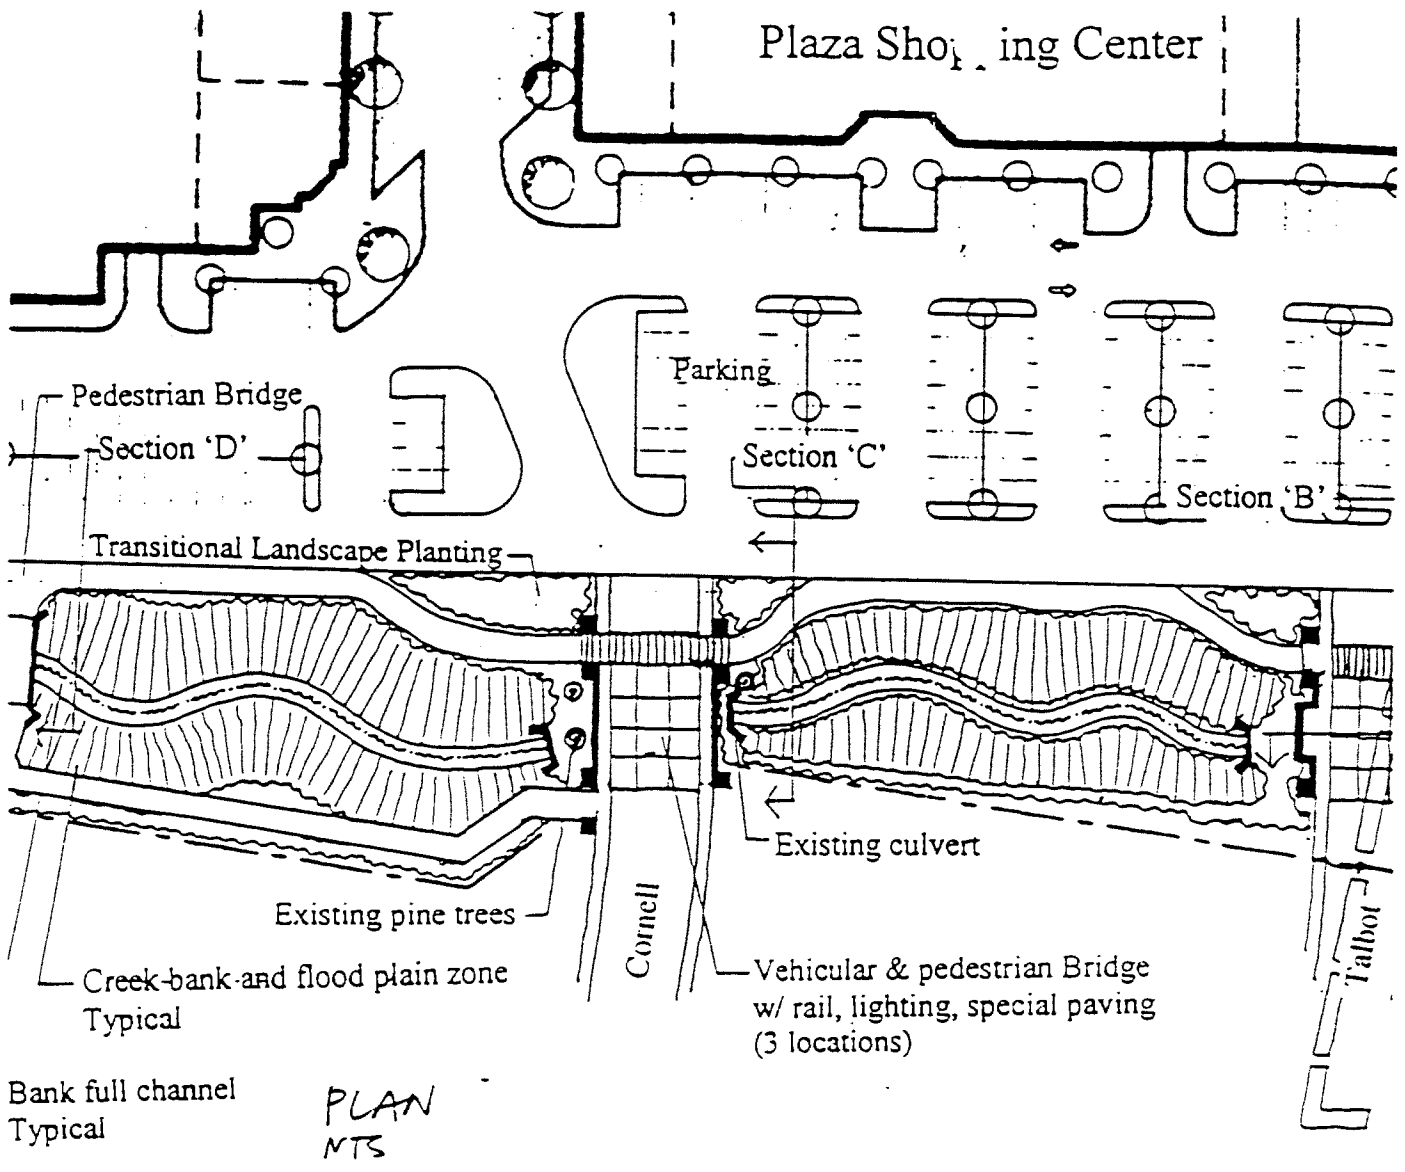 Plaza Shopping Center
Parking
Pedestrian Bridge
Section ‘D’
Section ‘C’
Section ‘B’
Transitional Landscape Planting
Existing culvert
Existing pine trees
Cornell
Talbot
Creek-bank-and flood plain zone
Typical
Vehicular & pedestrian Bridge
w/ rail, lighting, special paving
(3 locations)
Bank full channel
Typical
PLAN
NTS